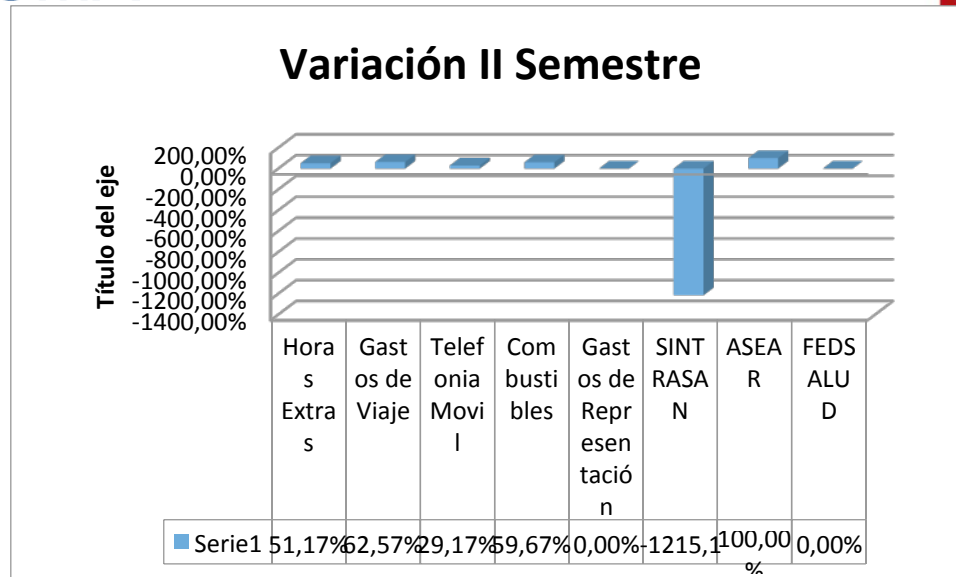 Variación II Semestre
Título del eje
200,00%
0,00%
-200,00%
-400,00%
-600,00%
-800,00%
-1000,00%
-1200,00%
-1400,00%
Hora
s
Extra
s
Gast
os de
Viaje
Telef
onia
Movi
l
Com
busti
bles
Gast
os de
Repr
esen
tació
n
SINT
RASA
N
ASEA
R
FEDS
ALU
D
Serie1 51,17% 62,57% 29,17% 59,67% 0,00% -1215,1 100,00 0,00%
%